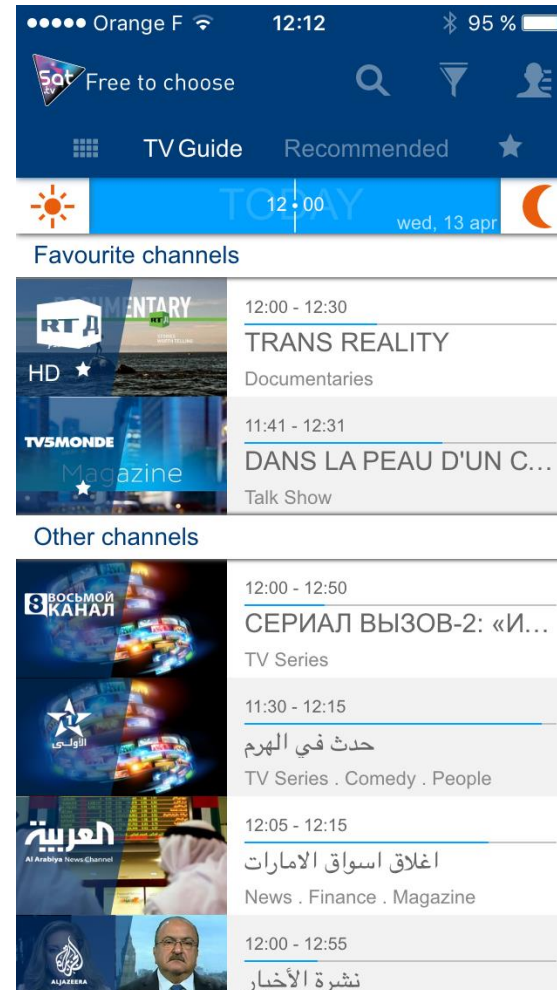 Orange F 12:12 95 %
Sat.tv Free to choose
TV Guide Recommended
TODAY
12 00
wed, 13 apr
Favourite channels
DOCUMENTARY
RT Д
HD
12:00 - 12:30
TRANS REALITY
Documentaries
TV5MONDE
Magazine
11:41 - 12:31
DANS LA PEAU D'UN C...
Talk Show
Other channels
8 ВОСЬМОЙ
КАНАЛ
12:00 - 12:50
СЕРИАЛ ВЫЗОВ-2: «И...
TV Series
1
الأولى
11:30 - 12:15
حدث في الهرم
TV Series . Comedy . People
العربية
Al Arabiya News Channel
12:05 - 12:15
اغلاق اسواق الامارات
News . Finance . Magazine
ALJAZEERA
12:00 - 12:55
نشرة الأخبار